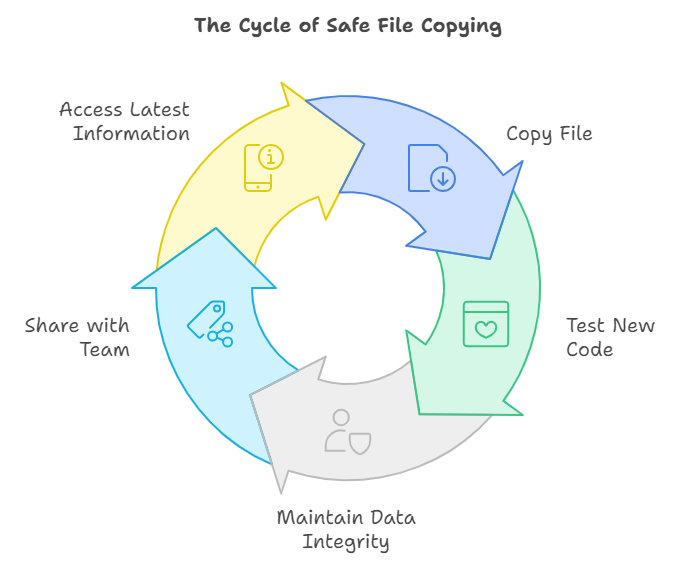 The Cycle of Safe File Copying
Access Latest
Information
Copy File
Share with
Team
Test New
Code
Maintain Data
Integrity